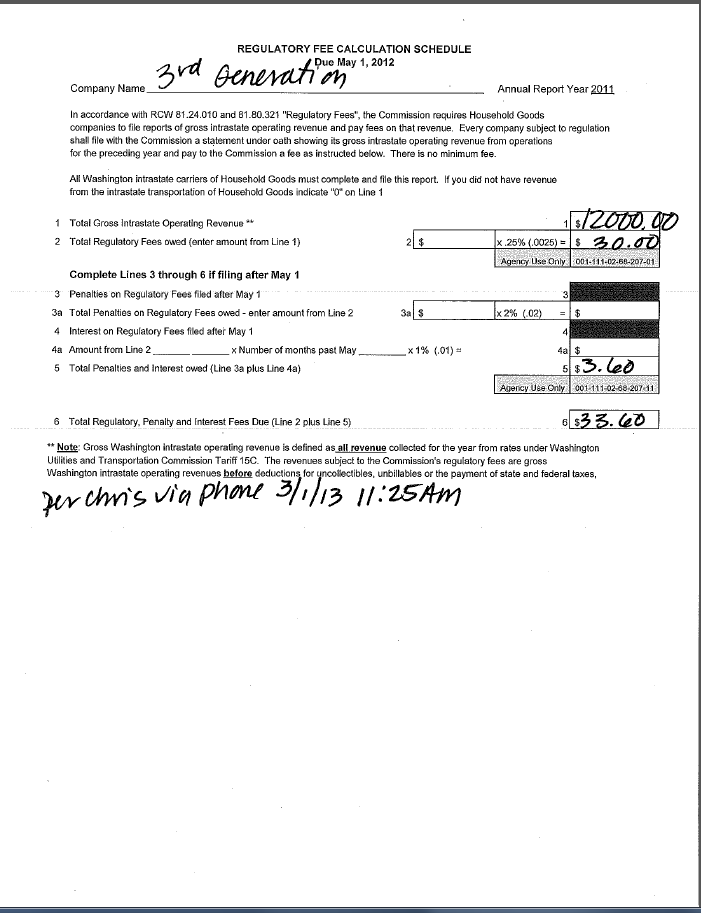 REGULATORY FEE CALCULATION SCHEDULE
Due May 1, 2012
Company Name 3rd Generation Annual Report Year 2011
In accordance with RCW 81.24.010 and 81.80.321 "Regulatory Fees", the Commission requires Household Goods
companies to file reports of gross intrastate operating revenue and pay fees on that revenue. Every company subject to regulation
shall file with the Commission a statement under oath showing its gross intrastate operating revenue from operations
for the preceding year and pay to the Commission a fee as instructed below. There is no minimum fee.
All Washington intrastate carriers of Household Goods must complete and file this report. If you did not have revenue
from the intrastate transportation of Household Goods indicate "0" on Line 1
1 Total Gross Intrastate Operating Revenue ** 1 $12000.00
2 Total Regulatory Fees owed (enter amount from Line 1) 2 $ x .25% (.0025) = $ 30.00
Agency Use Only 001-111-02-68-207-01
Complete Lines 3 through 6 if filing after May 1
3 Penalties on Regulatory Fees filed after May 1 3
3a Total Penalties on Regulatory Fees owed - enter amount from Line 2 3a $ x 2% (.02) = $
4 Interest on Regulatory Fees filed after May 1 4
4a Amount from Line 2 ______ x Number of months past May ______ x 1% (.01) = 4a $
5 Total Penalties and Interest owed (Line 3a plus Line 4a) 5 $3.60
Agency Use Only 001-111-02-68-207-11
6 Total Regulatory, Penalty and Interest Fees Due (Line 2 plus Line 5) 6 $33.60
** Note: Gross Washington intrastate operating revenue is defined as all revenue collected for the year from rates under Washington
Utilities and Transportation Commission Tariff 15C. The revenues subject to the Commission's regulatory fees are gross
Washington intrastate operating revenues before deductions for uncollectibles, unbillables or the payment of state and federal taxes,
per chris via phone 3/1/13 11:25AM